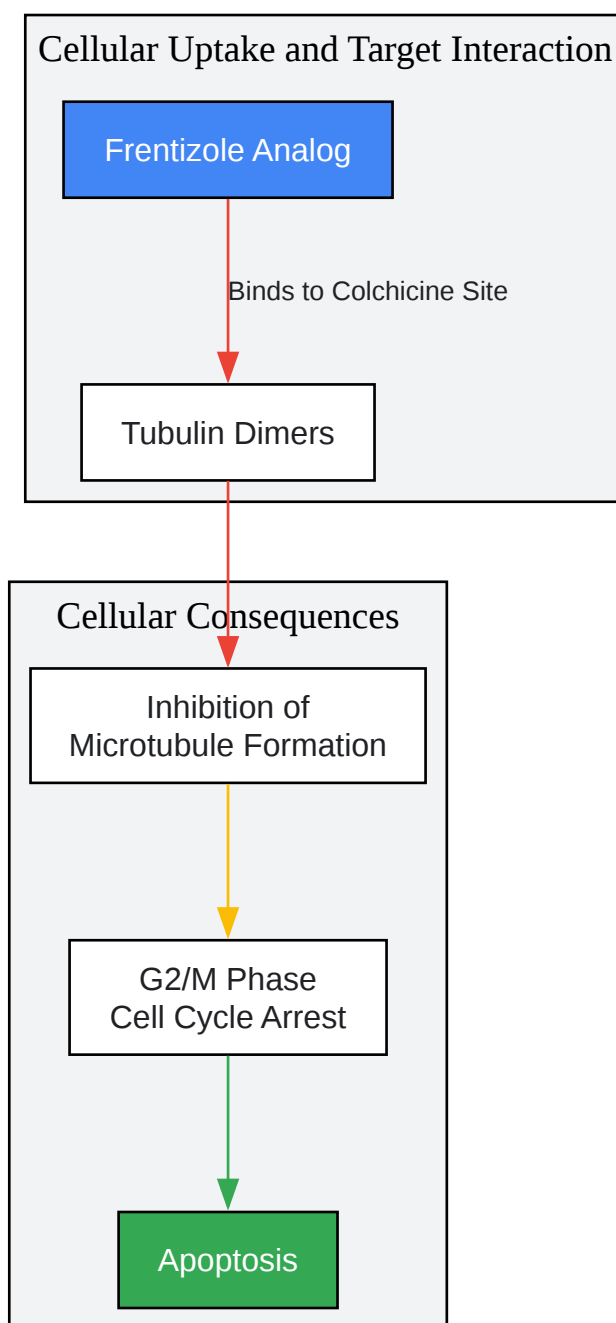 Cellular Uptake and Target Interaction
Frentizole Analog
Binds to Colchicine Site
Tubulin Dimers
Cellular Consequences
Inhibition of
Microtubule Formation
G2/M Phase
Cell Cycle Arrest
Apoptosis